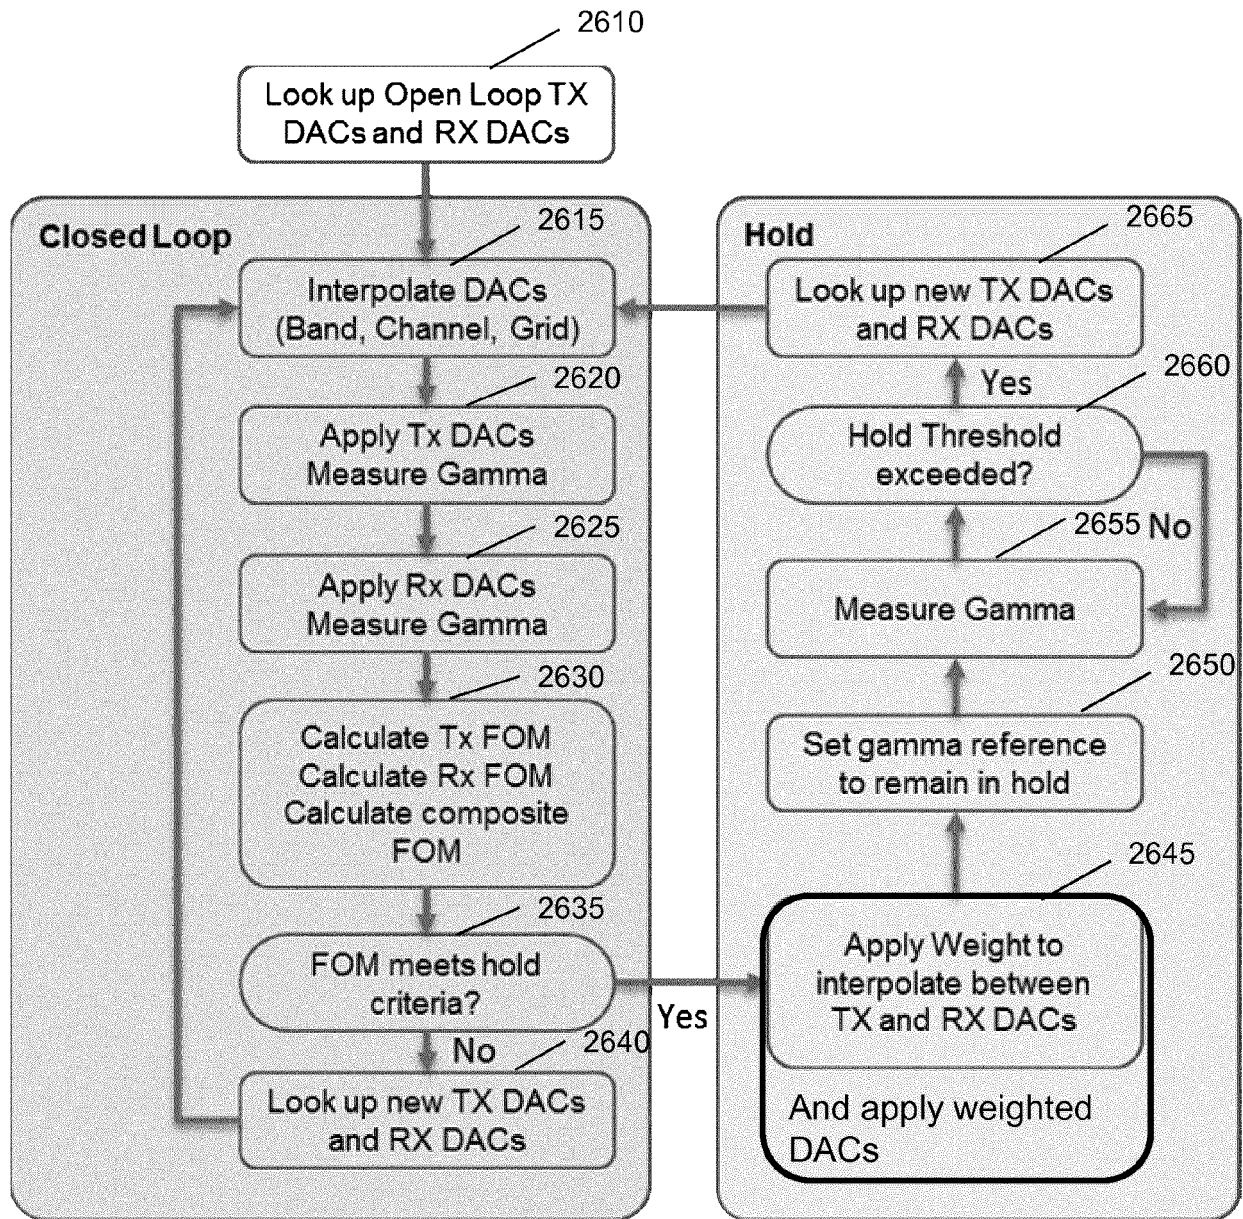 2610
Look up Open Loop TX
DACs and RX DACs
Closed Loop
2615
Interpolate DACs
(Band, Channel, Grid)
2620
Apply Tx DACs
Measure Gamma
2625
Apply Rx DACs
Measure Gamma
2630
Calculate Tx FOM
Calculate Rx FOM
Calculate composite
FOM
2635
FOM meets hold
criteria?
Yes
No
2640
Look up new TX DACs
and RX DACs
Hold
2665
Look up new TX DACs
and RX DACs
Yes
2660
Hold Threshold
exceeded?
No
2655
Measure Gamma
2650
Set gamma reference
to remain in hold
2645
Apply Weight to
interpolate between
TX and RX DACs
And apply weighted
DACs